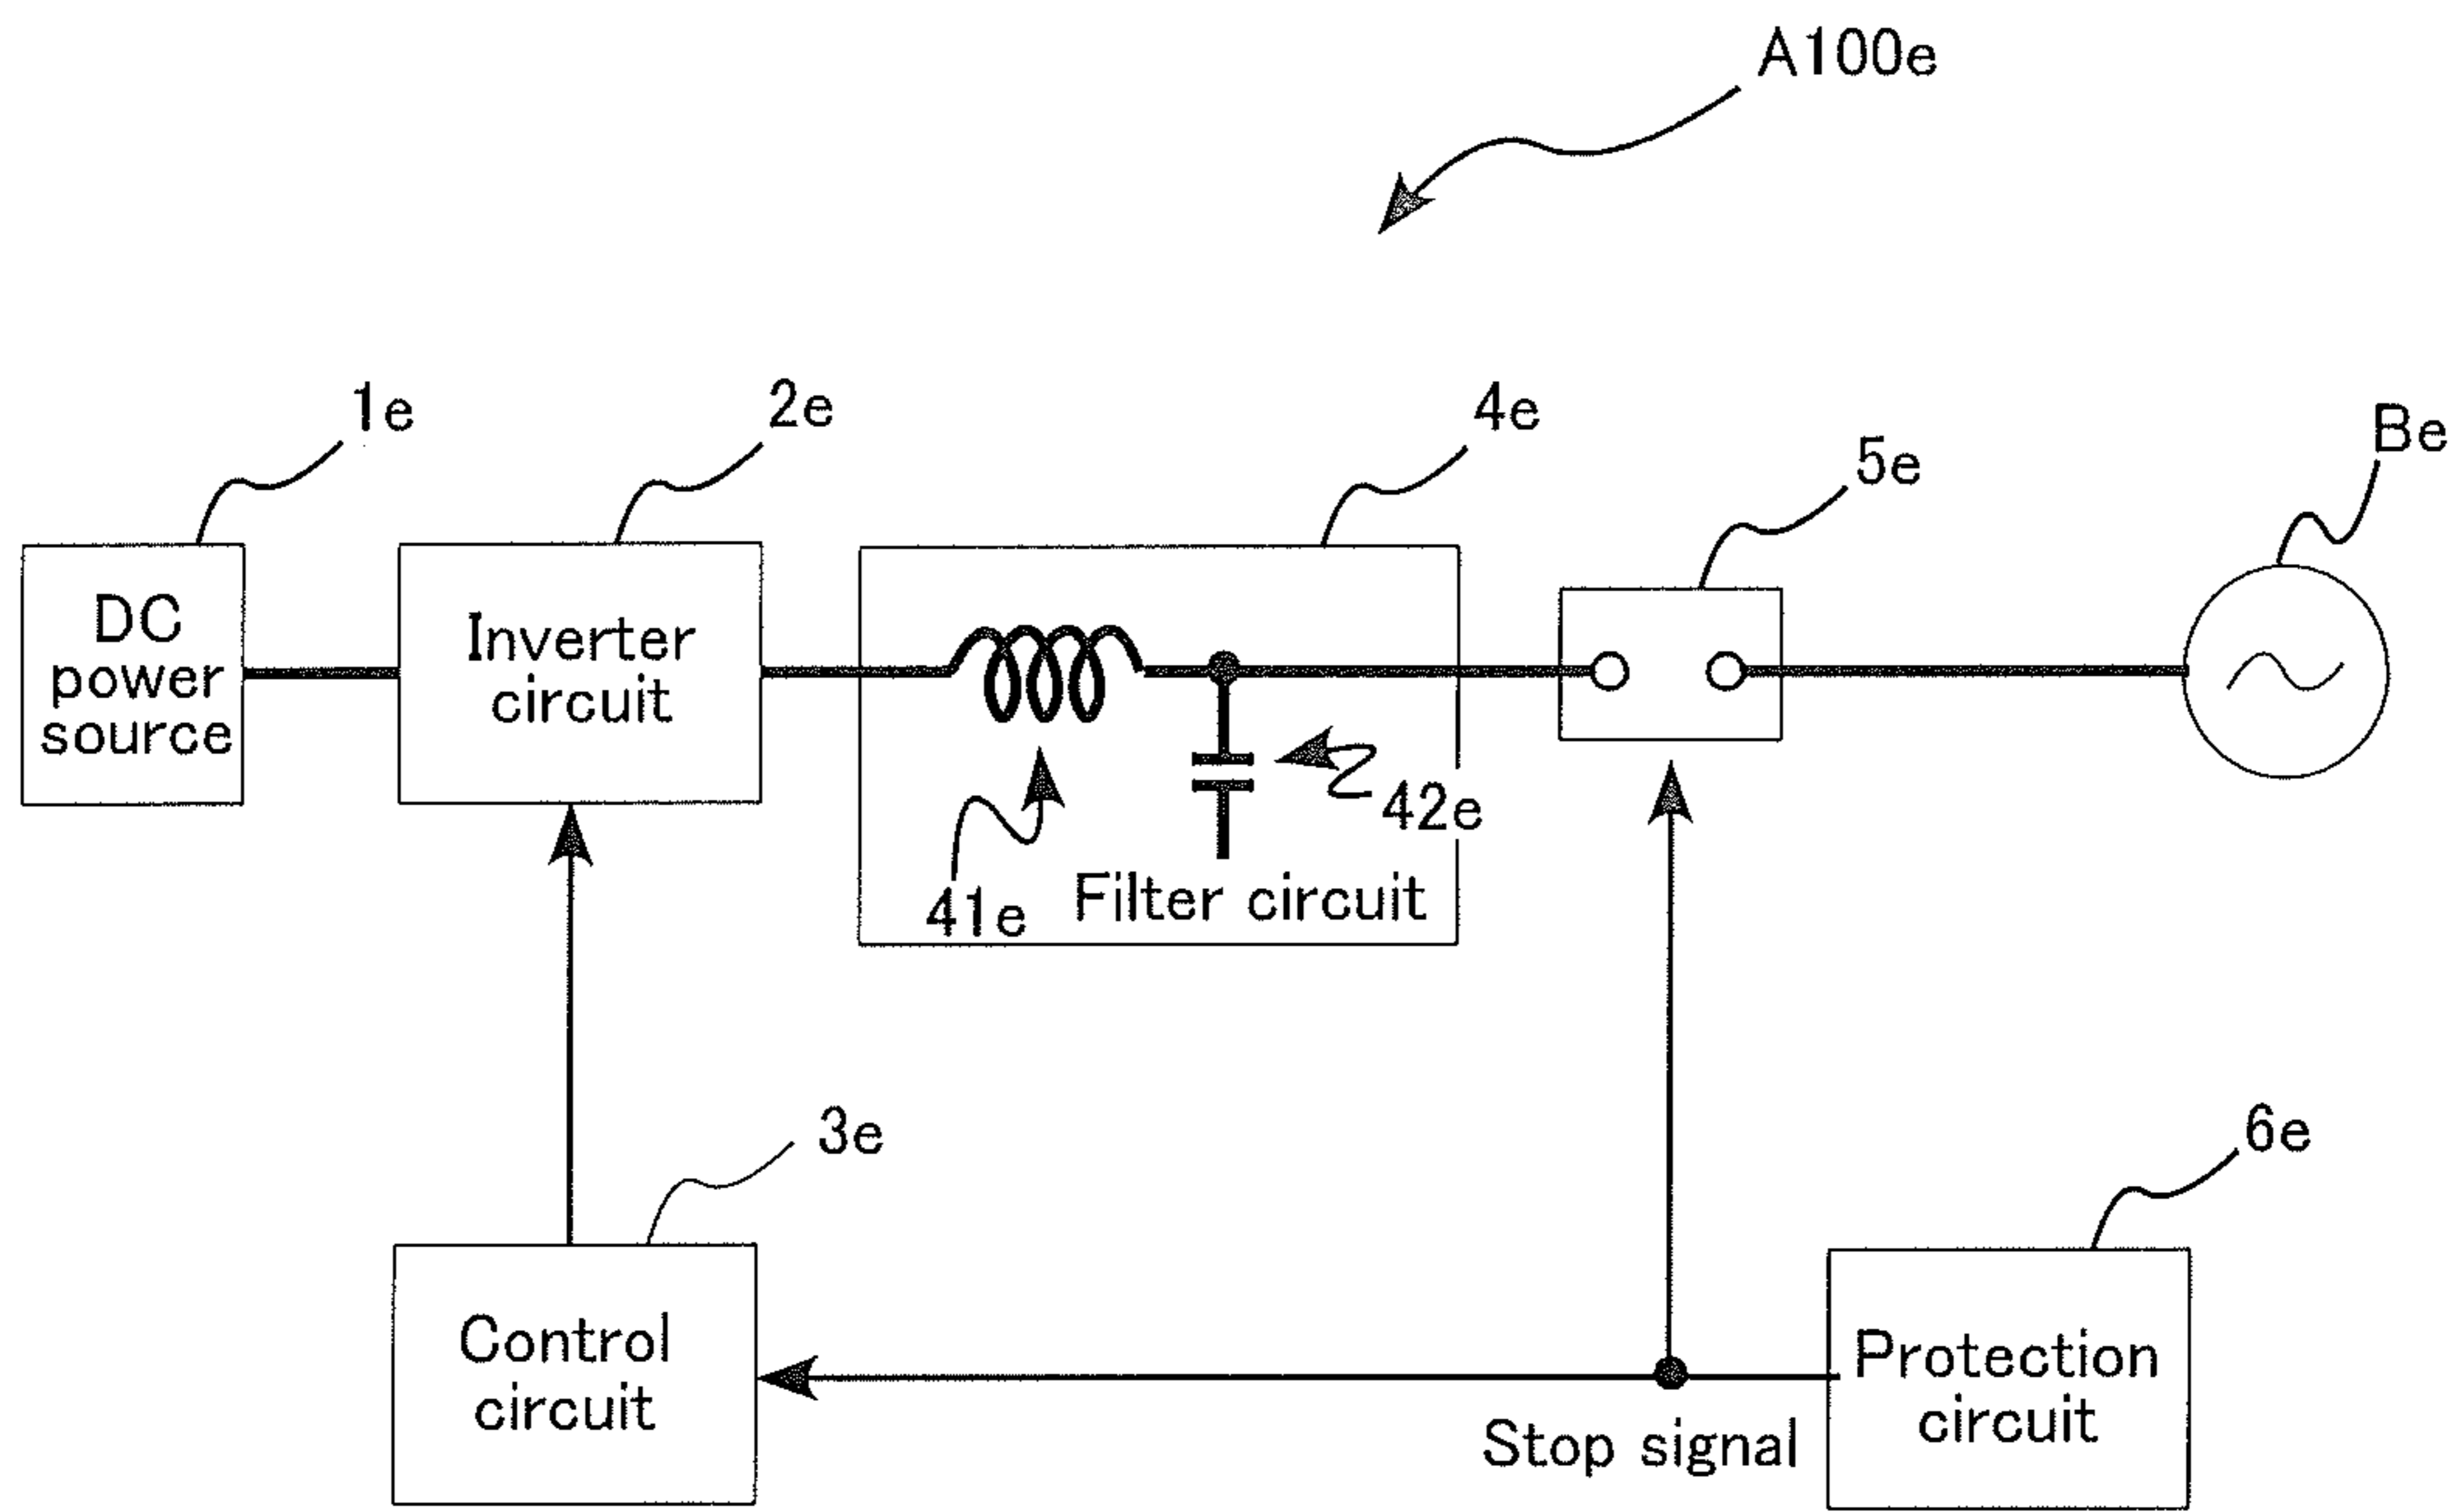 A100e
1e
2e
4e
5e
Be
DC
power
source
Inverter
circuit
42e
41e
Filter circuit
3e
6e
Control
circuit
Protection
circuit
Stop signal